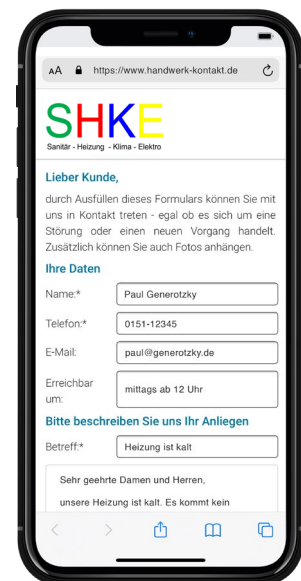 AA https://www.handwerk-kontakt.de
SHKE
Sanitär - Heizung - Klima - Elektro
Lieber Kunde,
durch Ausfüllen dieses Formulars können Sie mit
uns in Kontakt treten - egal ob es sich um eine
Störung oder einen neuen Vorgang handelt.
Zusätzlich können Sie auch Fotos anhängen.
Ihre Daten
Name:* Paul Generotzky
Telefon:* 0151-12345
E-Mail: paul@generotzky.de
Erreichbar
um: mittags ab 12 Uhr
Bitte beschreiben Sie uns Ihr Anliegen
Betreff:* Heizung ist kalt
Sehr geehrte Damen und Herren,
unsere Heizung ist kalt. Es kommt kein